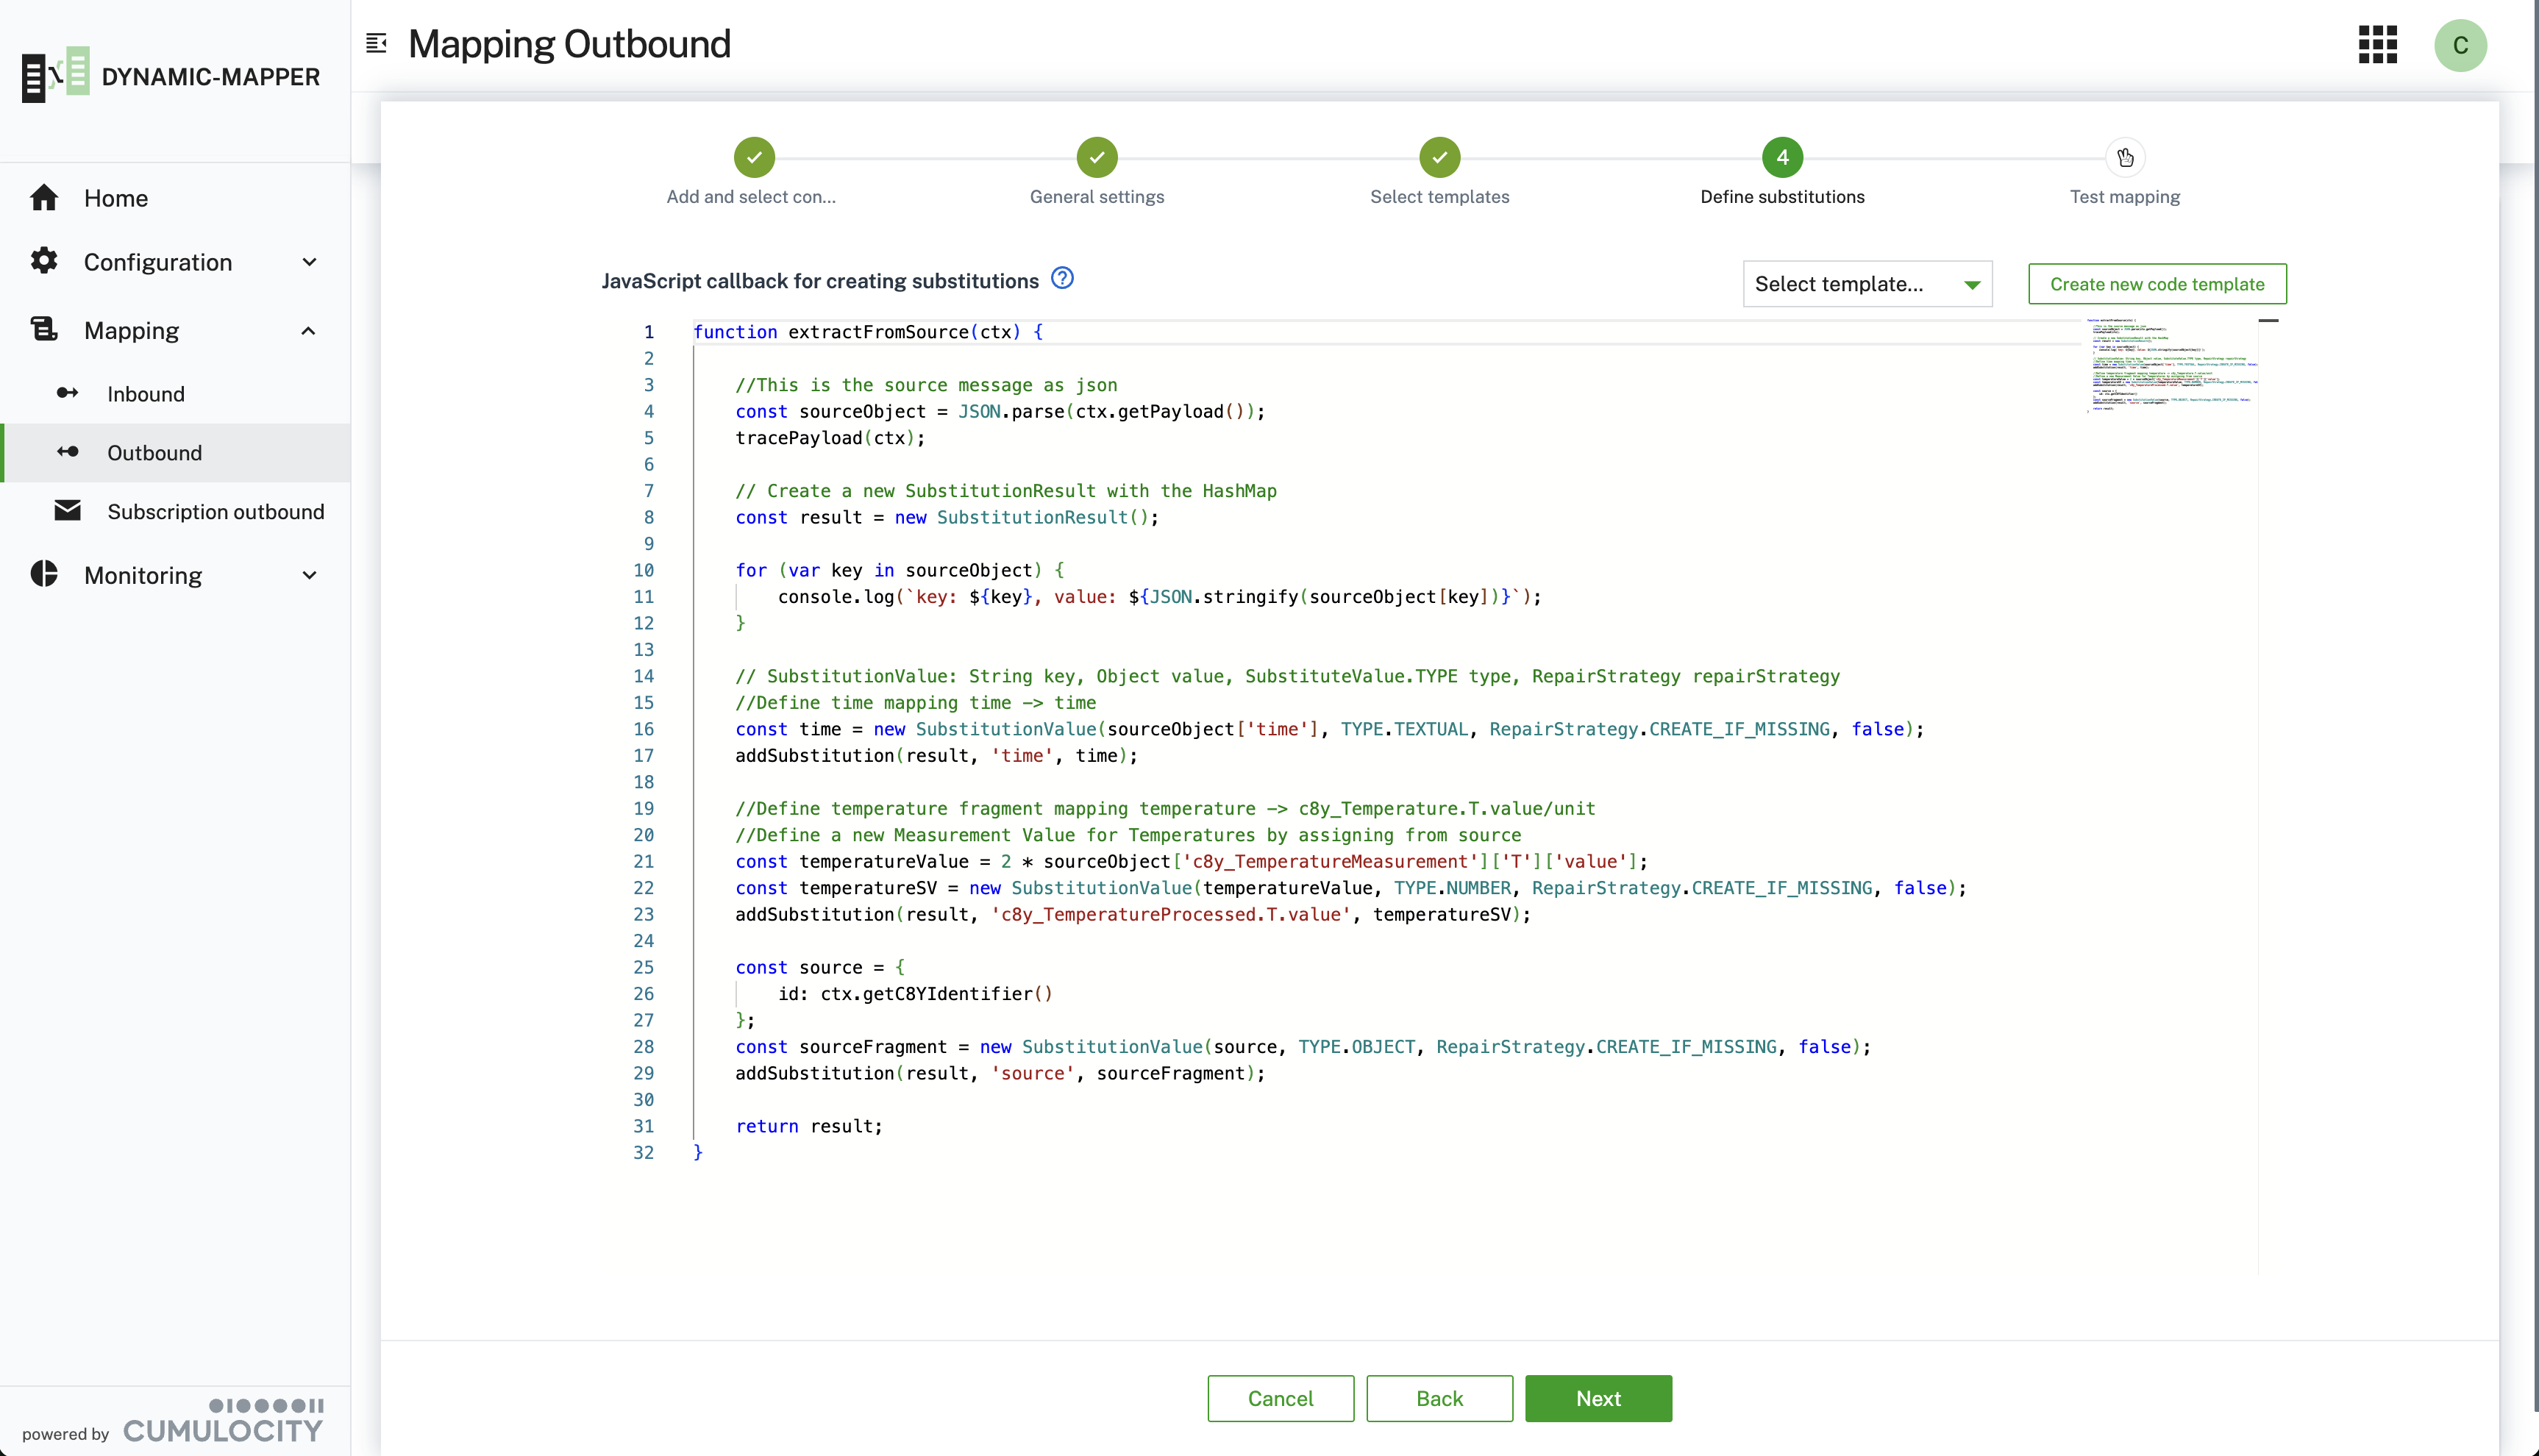 DYNAMIC-MAPPER
Home
Configuration
Mapping
Inbound
Outbound
Subscription outbound
Monitoring
powered by CUMULOCITY
Mapping Outbound
C
Add and select con...
General settings
Select templates
4
Define substitutions
Test mapping
JavaScript callback for creating substitutions
Select template...
Create new code template
1 function extractFromSource(ctx) {
2
3 //This is the source message as json
4 const sourceObject = JSON.parse(ctx.getPayload());
5 tracePayload(ctx);
6
7 // Create a new SubstitutionResult with the HashMap
8 const result = new SubstitutionResult();
9
10 for (var key in sourceObject) {
11 console.log(`key: ${key}, value: ${JSON.stringify(sourceObject[key])}`);
12 }
13
14 // SubstitutionValue: String key, Object value, SubstituteValue.TYPE type, RepairStrategy repairStrategy
15 //Define time mapping time -> time
16 const time = new SubstitutionValue(sourceObject['time'], TYPE.TEXTUAL, RepairStrategy.CREATE_IF_MISSING, false);
17 addSubstitution(result, 'time', time);
18
19 //Define temperature fragment mapping temperature -> c8y_Temperature.T.value/unit
20 //Define a new Measurement Value for Temperatures by assigning from source
21 const temperatureValue = 2 * sourceObject['c8y_TemperatureMeasurement']['T']['value'];
22 const temperatureSV = new SubstitutionValue(temperatureValue, TYPE.NUMBER, RepairStrategy.CREATE_IF_MISSING, false);
23 addSubstitution(result, 'c8y_TemperatureProcessed.T.value', temperatureSV);
24
25 const source = {
26 id: ctx.getC8YIdentifier()
27 };
28 const sourceFragment = new SubstitutionValue(source, TYPE.OBJECT, RepairStrategy.CREATE_IF_MISSING, false);
29 addSubstitution(result, 'source', sourceFragment);
30
31 return result;
32 }
Cancel
Back
Next